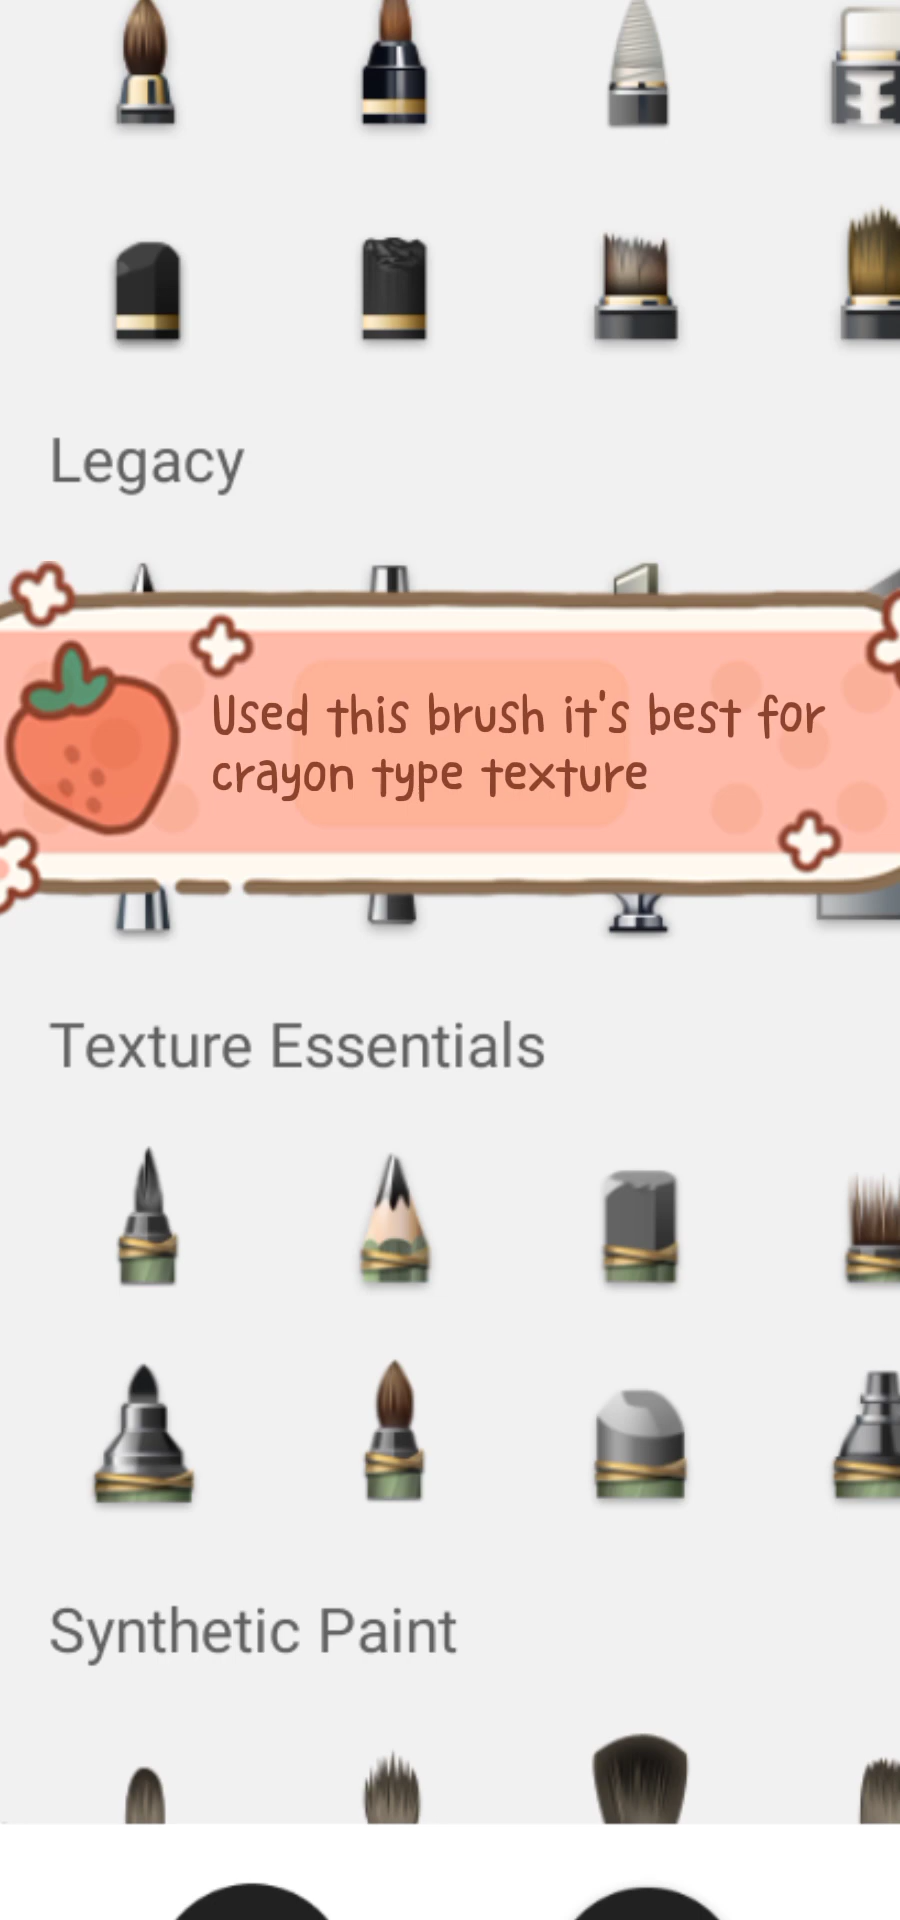 Legacy
Used this brush it's best for
crayon type texture
Texture Essentials
Synthetic Paint